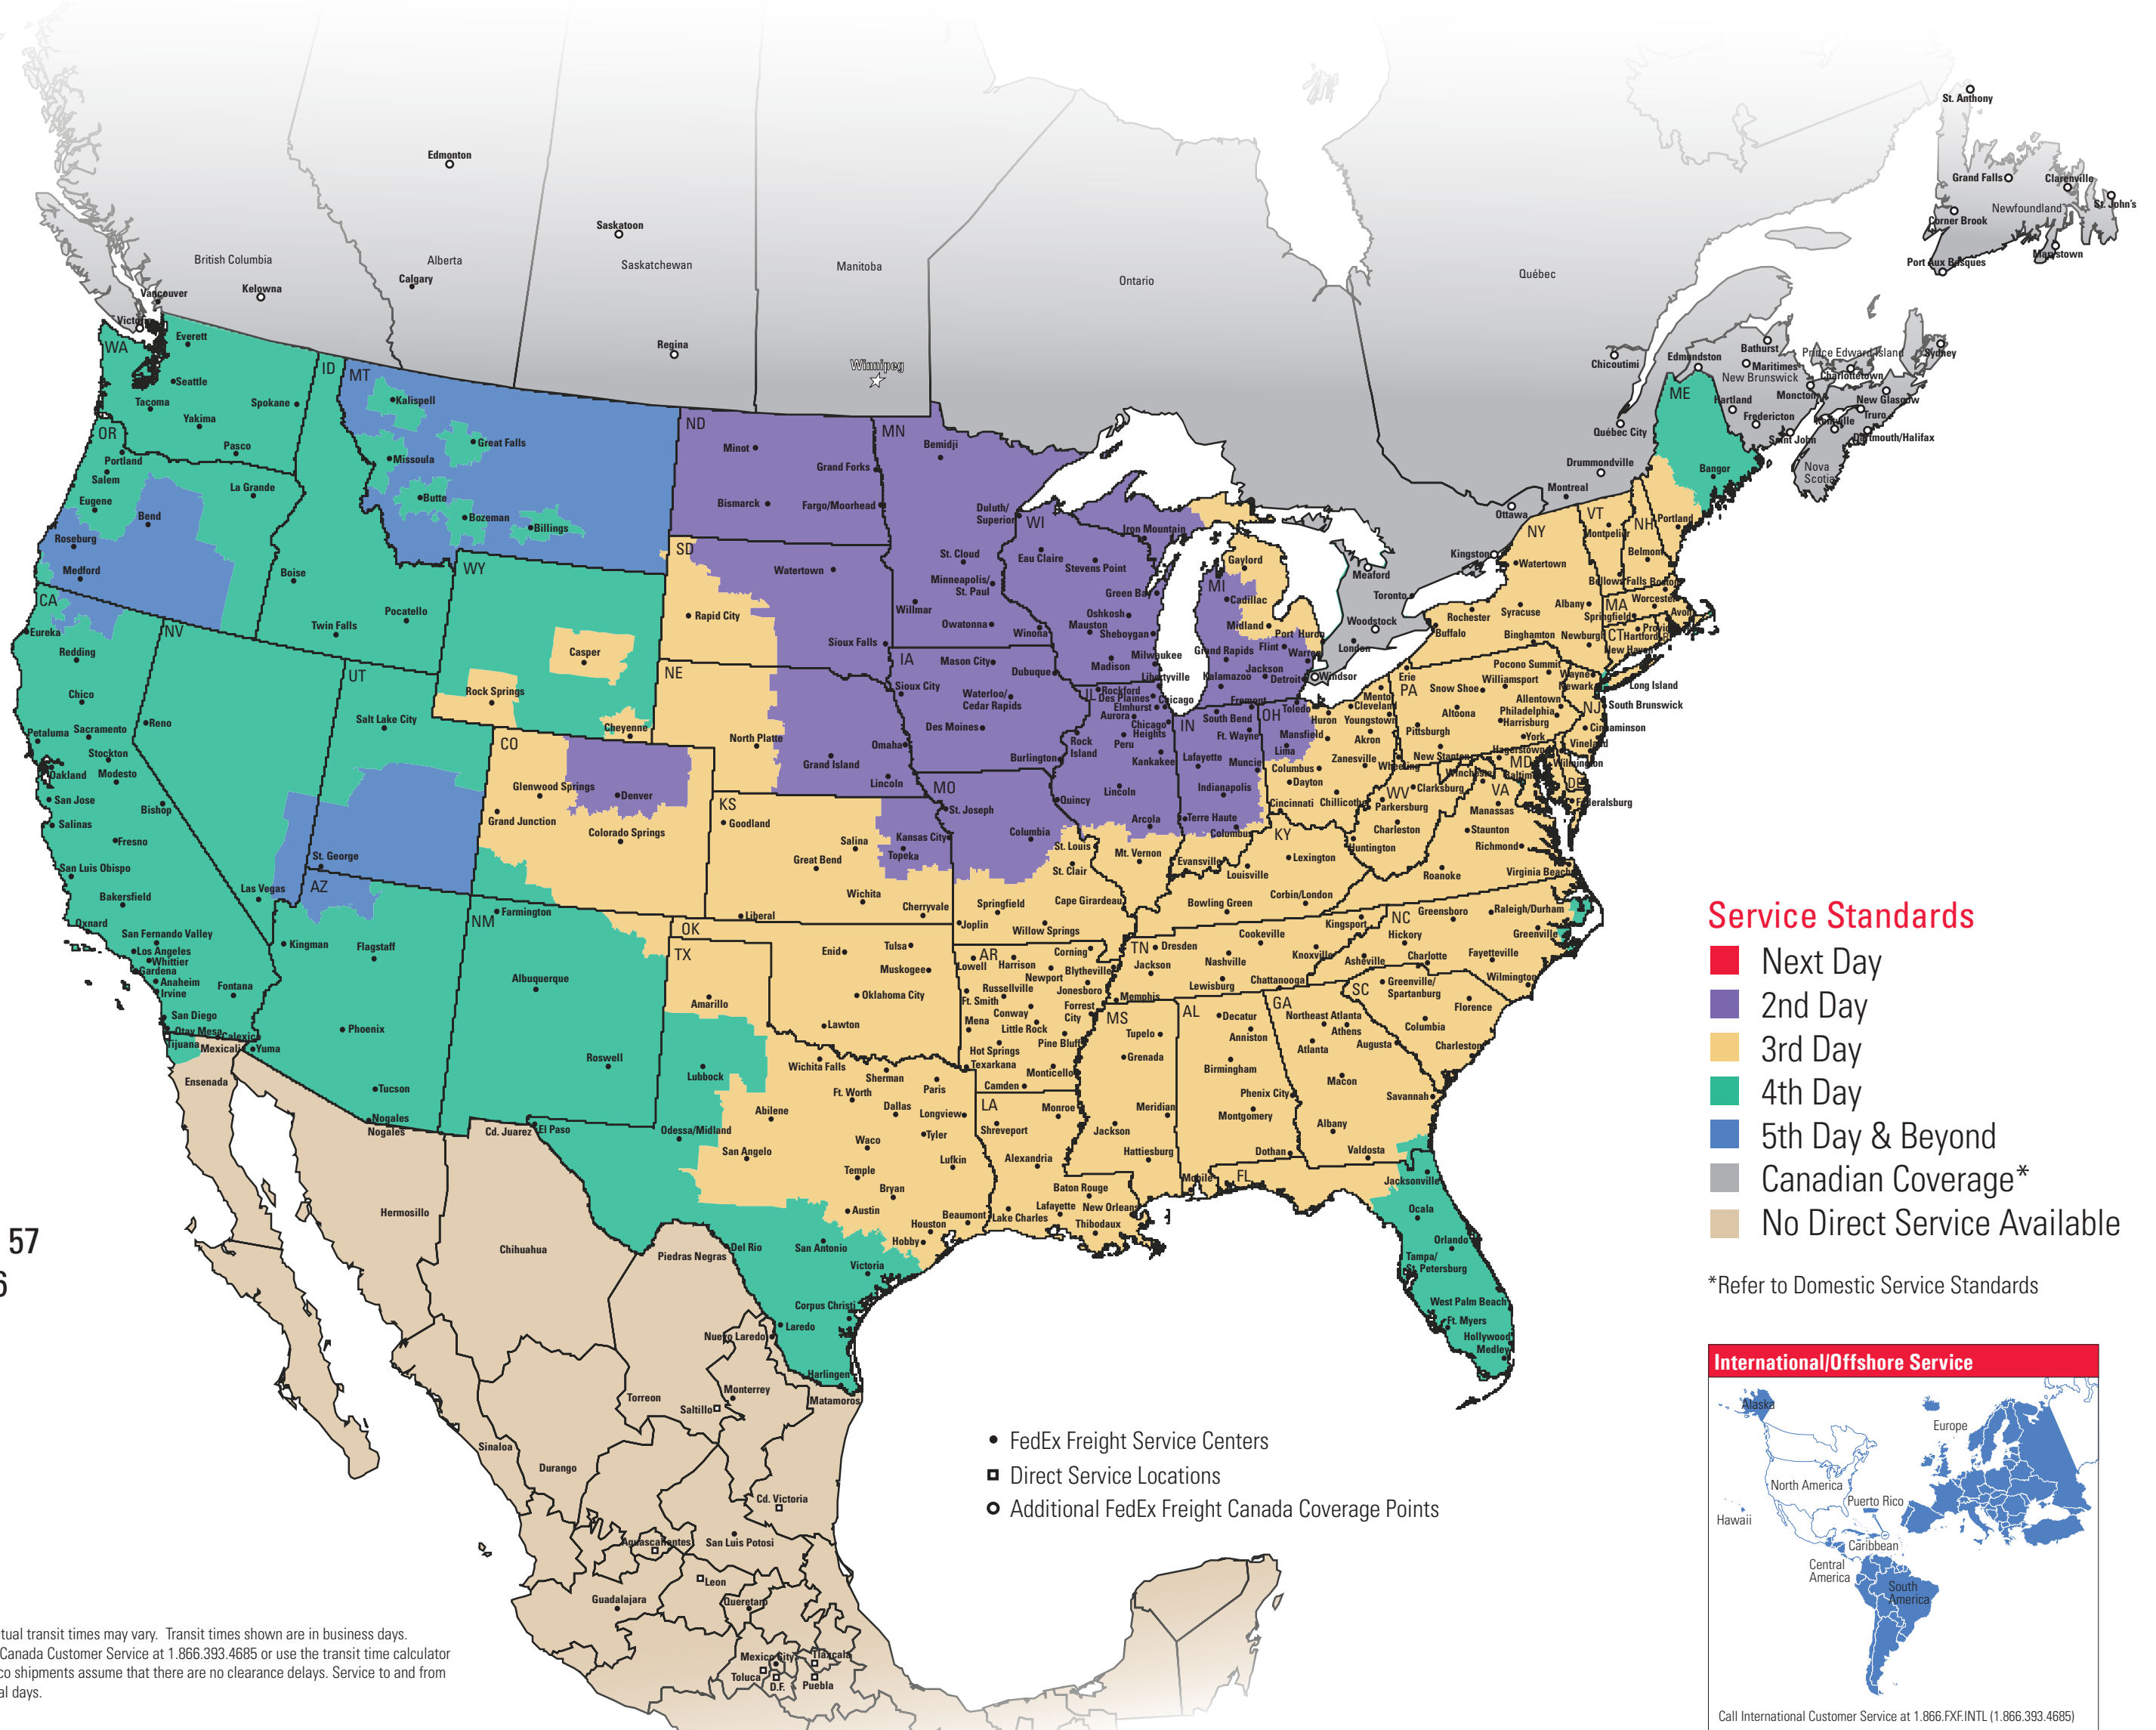 St. Anthony
Grand Falls
Clarenville
St. John's
Newfoundland
Corner Brook
Marystown
Port Aux Basques
Edmonton
Saskatoon
British Columbia
Alberta
Saskatchewan
Manitoba
Ontario
Québec
Calgary
Kelowna
Vancouver
Victoria
Regina
Winnipeg
Chicoutimi
Edmundston
Bathurst
Maritimes
New Brunswick
Prince Edward Island
Charlottetown
Sydney
Moncton
New Glasgow
Hartland
Fredericton
Truro
Saint John
Dartmouth/Halifax
Nova
Scotia
Québec City
Drummondville
Montreal
Ottawa
Kingston
Meaford
Toronto
Woodstock
London
Windsor
WA
Everett
Seattle
Tacoma
Yakima
Spokane
Pasco
OR
Portland
Salem
Eugene
La Grande
Bend
Roseburg
Medford
ID
Boise
Pocatello
Twin Falls
MT
Kalispell
Great Falls
Missoula
Butte
Bozeman
Billings
WY
Casper
Rock Springs
Cheyenne
CA
Eureka
Redding
Chico
Petaluma
Sacramento
Stockton
Oakland
Modesto
San Jose
Salinas
Bishop
Fresno
San Luis Obispo
Bakersfield
Oxnard
San Fernando Valley
Los Angeles
Whittier
Gardena
Anaheim
Irvine
Fontana
San Diego
Otay Mesa
Calexico
NV
Reno
Las Vegas
UT
Salt Lake City
St. George
AZ
Kingman
Flagstaff
Phoenix
Yuma
Tucson
Nogales
CO
Glenwood Springs
Denver
Grand Junction
Colorado Springs
NM
Farmington
Albuquerque
Roswell
ND
Minot
Grand Forks
Bismarck
Fargo/Moorhead
SD
Watertown
Rapid City
Sioux Falls
NE
North Platte
Omaha
Grand Island
Lincoln
KS
Goodland
Salina
Great Bend
Kansas City
Topeka
Wichita
Liberal
Cherryvale
OK
Enid
Tulsa
Muskogee
Oklahoma City
Lawton
TX
Amarillo
Lubbock
Wichita Falls
Sherman
Paris
Ft. Worth
Dallas
Longview
Abilene
Tyler
Odessa/Midland
Waco
San Angelo
Lufkin
Temple
Bryan
Austin
Houston
Beaumont
Hobby
El Paso
Del Rio
San Antonio
Victoria
Corpus Christi
Laredo
Harlingen
MN
Bemidji
Duluth/
Superior
St. Cloud
Minneapolis/
St. Paul
Willmar
Owatonna
Winona
WI
Eau Claire
Stevens Point
Green Bay
Oshkosh
Mauston
Sheboygan
Madison
Milwaukee
IA
Mason City
Dubuque
Sioux City
Waterloo/
Cedar Rapids
Des Moines
Burlington
MO
St. Joseph
Columbia
St. Louis
St. Clair
Springfield
Cape Girardeau
Joplin
Willow Springs
IL
Libertyville
Rockford
Des Plaines
Chicago
Elmhurst
Aurora
Chicago
Heights
Rock
Island
Peru
Kankakee
Lincoln
Quincy
Arcola
Mt. Vernon
MI
Iron Mountain
Gaylord
Cadillac
Midland
Port Huron
Grand Rapids
Flint
Warren
Jackson
Kalamazoo
Detroit
IN
South Bend
Fremont
Ft. Wayne
Lafayette
Muncie
Indianapolis
Terre Haute
Columbus
Evansville
OH
Toledo
Huron
Mentor
Cleveland
Youngstown
Mansfield
Akron
Lima
Columbus
Zanesville
Dayton
Cincinnati
Chillicothe
KY
Lexington
Louisville
Corbin/London
Bowling Green
TN
Dresden
Jackson
Memphis
Cookeville
Nashville
Kingsport
Knoxville
Lewisburg
Chattanooga
AR
Lowell
Harrison
Corning
Newport
Blytheville
Russellville
Jonesboro
Ft. Smith
Conway
Forrest
City
Mena
Little Rock
Pine Bluff
Hot Springs
Texarkana
Monticello
Camden
LA
Shreveport
Monroe
Alexandria
Baton Rouge
Lafayette
New Orleans
Lake Charles
Thibodaux
MS
Tupelo
Grenada
Meridian
Jackson
Hattiesburg
AL
Decatur
Anniston
Birmingham
Phenix City
Montgomery
Dothan
Mobile
GA
Northeast Atlanta
Athens
Atlanta
Augusta
Macon
Savannah
Albany
Valdosta
FL
Jacksonville
Ocala
Orlando
Tampa/
St. Petersburg
West Palm Beach
Ft. Myers
Hollywood
Medley
SC
Greenville/
Spartanburg
Florence
Columbia
Charleston
NC
Greensboro
Raleigh/Durham
Greenville
Hickory
Asheville
Charlotte
Fayetteville
Wilmington
VA
Winchester
Manassas
Staunton
Richmond
Roanoke
Virginia Beach
WV
Wheeling
Clarksburg
Parkersburg
Charleston
Huntington
MD
Hagerstown
Baltimore
DE
Wilmington
Federalsburg
PA
Erie
Pocono Summit
Williamsport
Snow Shoe
Allentown
Altoona
Philadelphia
Harrisburg
Pittsburgh
York
New Stanton
NJ
Wayne
Newark
South Brunswick
Cinnaminson
Vineland
NY
Watertown
Syracuse
Albany
Rochester
Buffalo
Binghamton
Newburgh
Long Island
VT
Montpelier
Bellows Falls
NH
Belmont
ME
Bangor
Portland
MA
Boston
Worcester
Springfield
Avon
CT
Hartford
New Haven
Tijuana
Mexicali
Ensenada
Nogales
Hermosillo
Cd. Juarez
Chihuahua
Piedras Negras
Nuevo Laredo
Monterrey
Saltillo
Torreon
Matamoros
Sinaloa
Durango
Cd. Victoria
Aguascalientes
San Luis Potosi
Leon
Guadalajara
Queretaro
Mexico City
Tlaxcala
Toluca
D.F.
Puebla
57
6
Service Standards
Next Day
2nd Day
3rd Day
4th Day
5th Day & Beyond
Canadian Coverage*
No Direct Service Available
*Refer to Domestic Service Standards
FedEx Freight Service Centers
Direct Service Locations
Additional FedEx Freight Canada Coverage Points
International/Offshore Service
Alaska
Europe
North America
Puerto Rico
Hawaii
Caribbean
Central
America
South
America
Call International Customer Service at 1.866.FXF.INTL (1.866.393.4685)
tual transit times may vary. Transit times shown are in business days.
Canada Customer Service at 1.866.393.4685 or use the transit time calculator
co shipments assume that there are no clearance delays. Service to and from
al days.